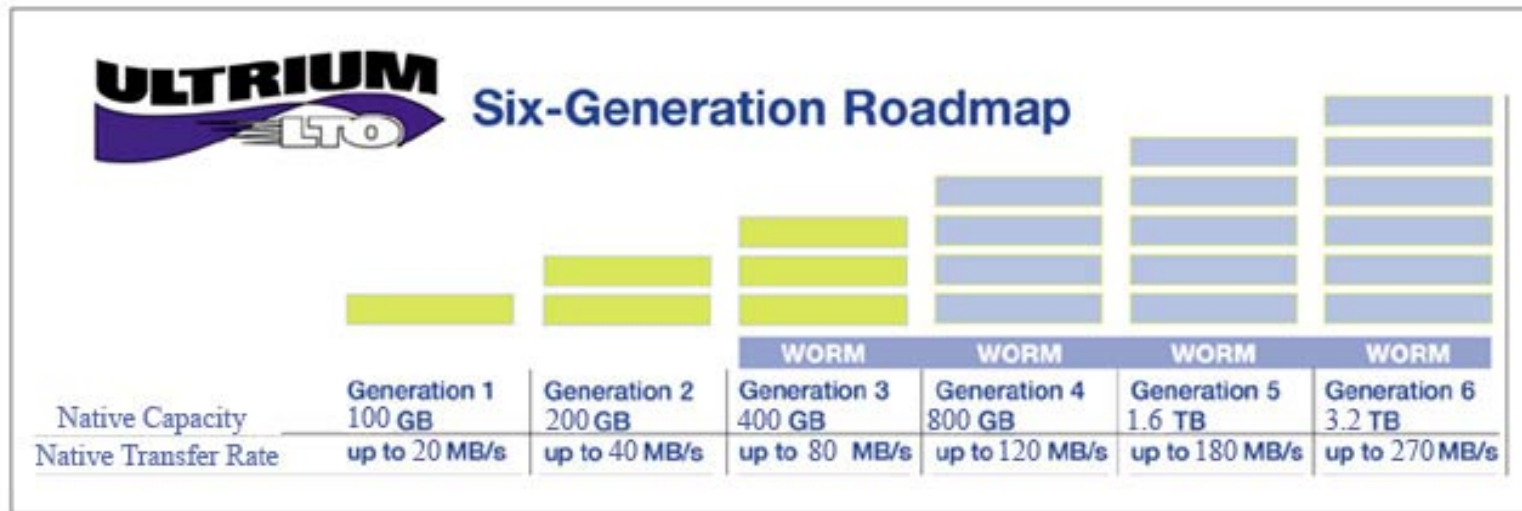 ULTRIUM
LTO
Six-Generation Roadmap
WORM WORM WORM WORM
Generation 1 Generation 2 Generation 3 Generation 4 Generation 5 Generation 6
Native Capacity 100 GB 200 GB 400 GB 800 GB 1.6 TB 3.2 TB
Native Transfer Rate up to 20 MB/s up to 40 MB/s up to 80 MB/s up to 120 MB/s up to 180 MB/s up to 270 MB/s